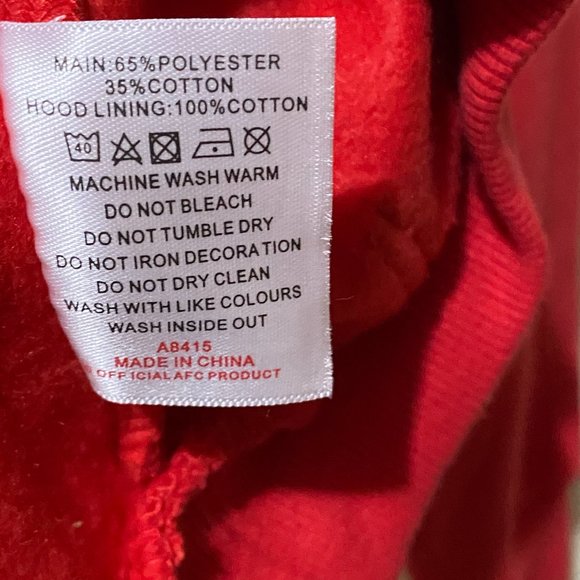 MAIN:65%POLYESTER
35%COTTON
HOOD LINING:100%COTTON
40
MACHINE WASH WARM
DO NOT BLEACH
DO NOT TUMBLE DRY
DO NOT IRON DECORATION
DO NOT DRY CLEAN
WASH WITH LIKE COLOURS
WASH INSIDE OUT
A8415
MADE IN CHINA
OFFICIAL AFC PRODUCT